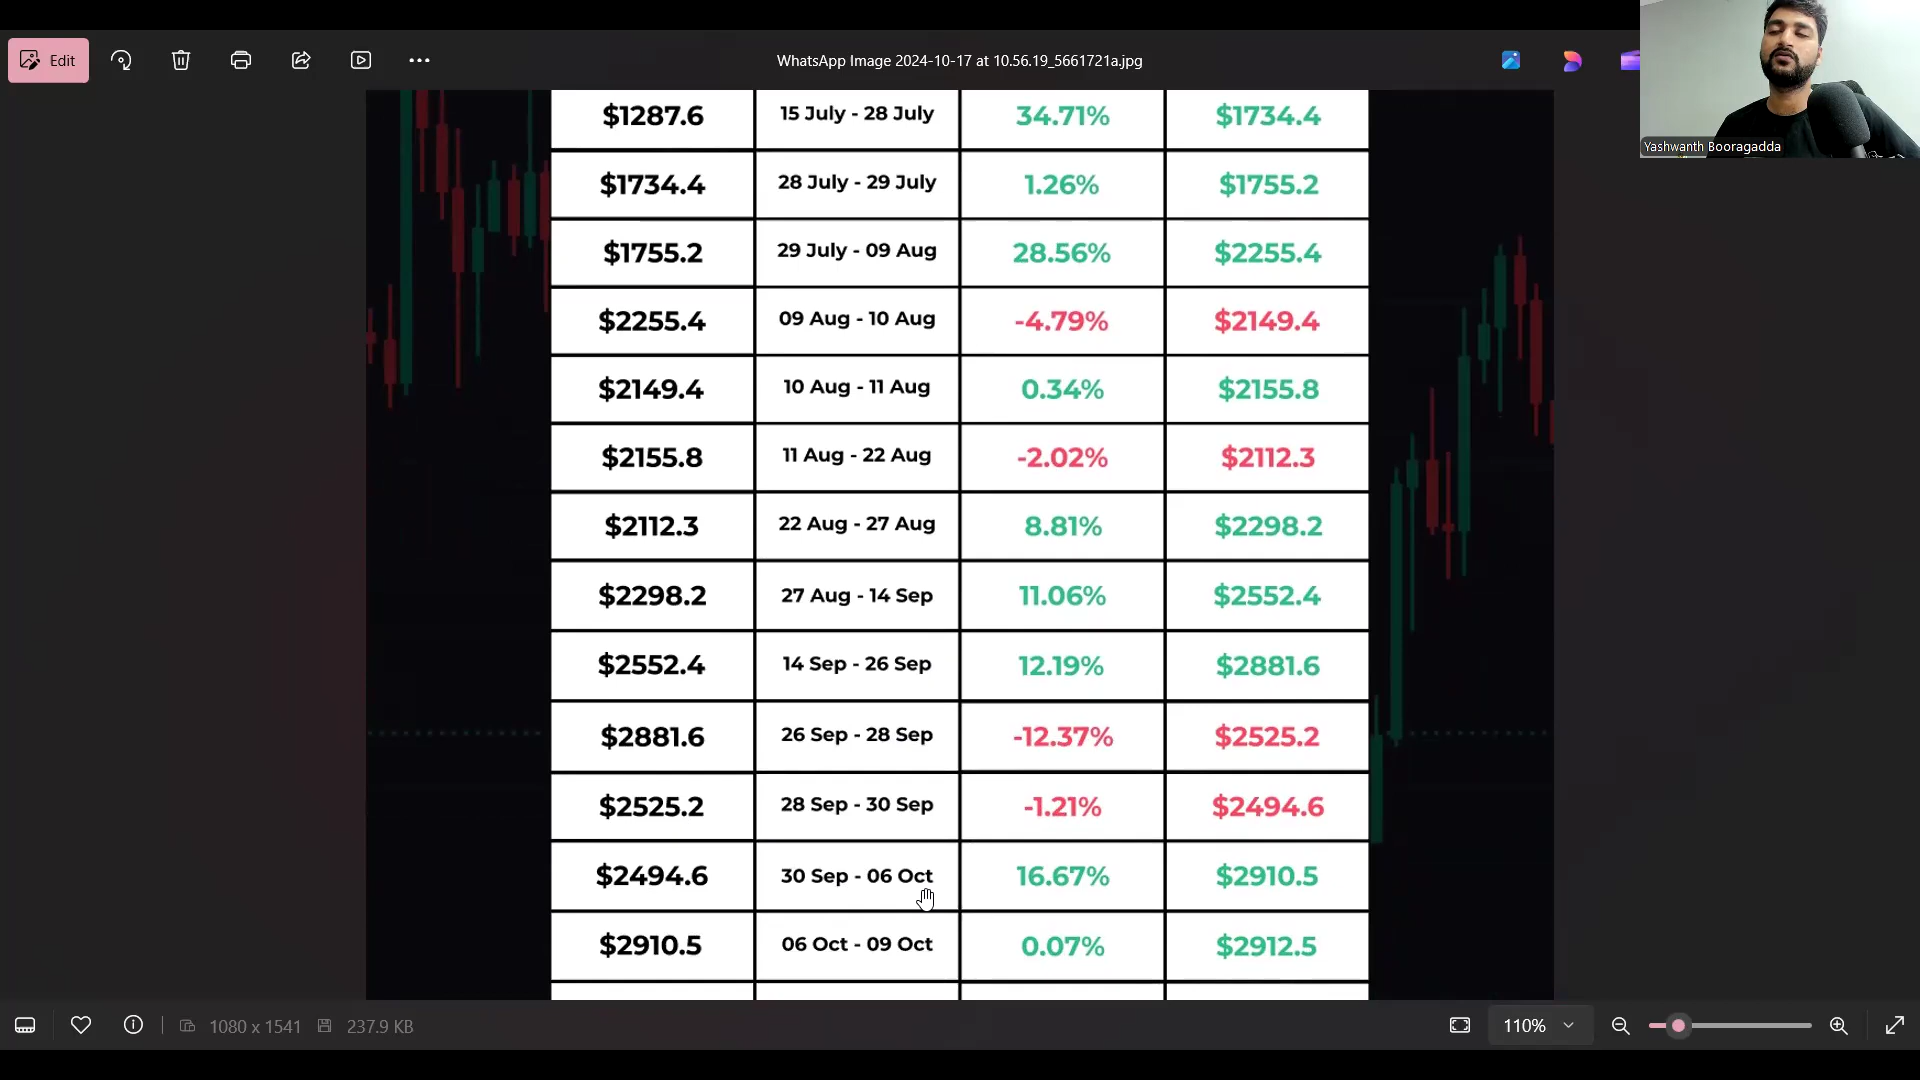 Edit
WhatsApp Image 2024-10-17 at 10.56.19_5661721a.jpg
Yashwanth Booragadda
$1287.6 15 July - 28 July 34.71% $1734.4
$1734.4 28 July - 29 July 1.26% $1755.2
$1755.2 29 July - 09 Aug 28.56% $2255.4
$2255.4 09 Aug - 10 Aug -4.79% $2149.4
$2149.4 10 Aug - 11 Aug 0.34% $2155.8
$2155.8 11 Aug - 22 Aug -2.02% $2112.3
$2112.3 22 Aug - 27 Aug 8.81% $2298.2
$2298.2 27 Aug - 14 Sep 11.06% $2552.4
$2552.4 14 Sep - 26 Sep 12.19% $2881.6
$2881.6 26 Sep - 28 Sep -12.37% $2525.2
$2525.2 28 Sep - 30 Sep -1.21% $2494.6
$2494.6 30 Sep - 06 Oct 16.67% $2910.5
$2910.5 06 Oct - 09 Oct 0.07% $2912.5
1080 x 1541 237.9 KB 110%